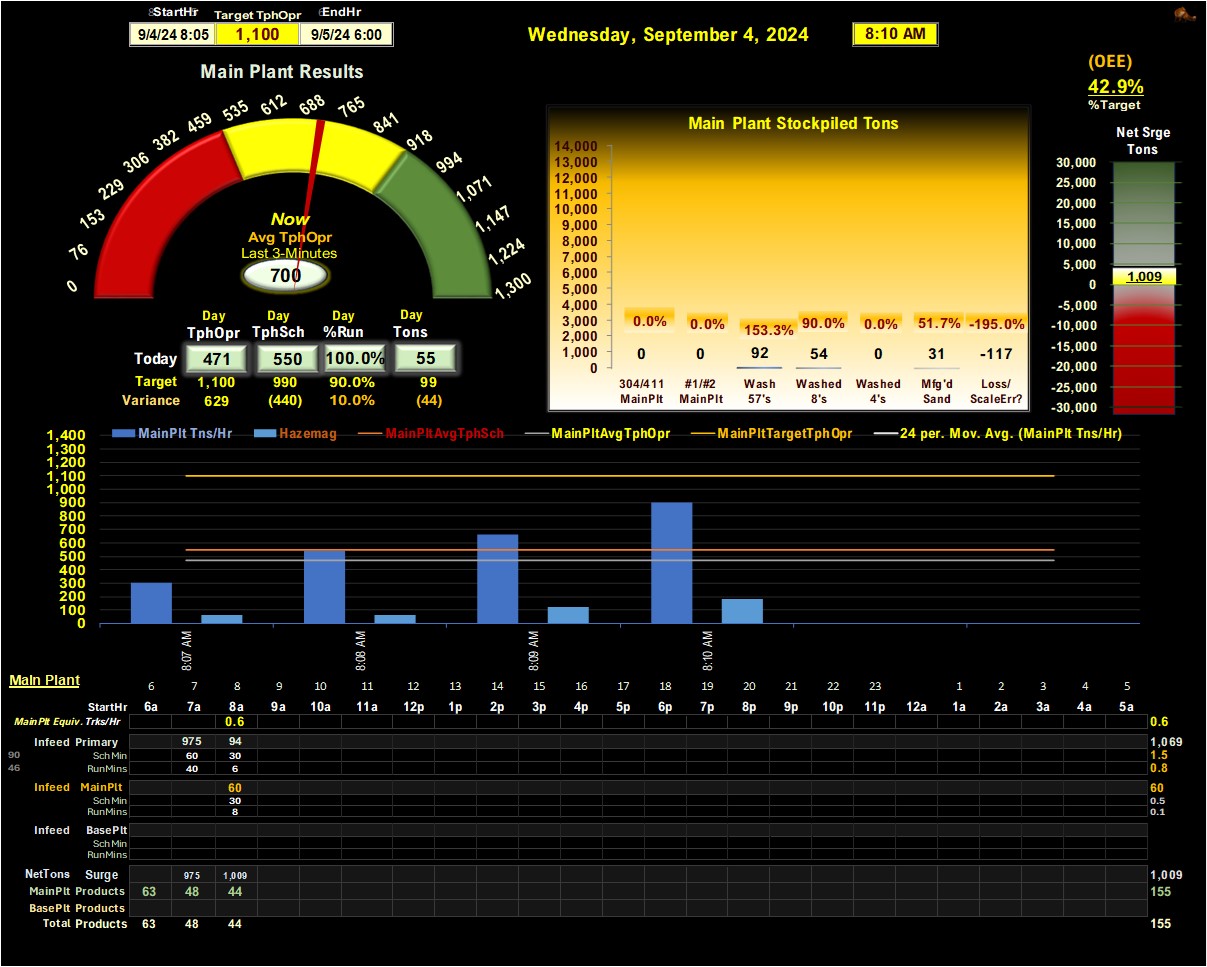 StartHr Target TphOpr EndHr
9/4/24 8:05 1,100 9/5/24 6:00
Wednesday, September 4, 2024 8:10 AM
(OEE)
42.9%
%Target
Main Plant Results
0 76 153 229 306 382 459 535 612 688 765 841 918 994 1,071 1,147 1,224 1,300
Now
Avg TphOpr
Last 3-Minutes
700
Day Day Day Day
TphOpr TphSch %Run Tons
Today 471 550 100.0% 55
Target 1,100 990 90.0% 99
Variance 629 (440) 10.0% (44)
Main Plant Stockpiled Tons
14,000
13,000
12,000
11,000
10,000
9,000
8,000
7,000
6,000
5,000
4,000
3,000
2,000
1,000
0
0.0% 0.0% 153.3% 90.0% 0.0% 51.7% -195.0%
0 0 92 54 0 31 -117
304/411 #1/#2 Wash Washed Washed Mfg'd Loss/
MainPlt MainPlt 57's 8's 4's Sand ScaleErr?
Net Srge
Tons
30,000
25,000
20,000
15,000
10,000
5,000
0
-5,000
-10,000
-15,000
-20,000
-25,000
-30,000
1,009
MainPlt Tns/Hr Hazemag MainPltAvgTphSch MainPltAvgTphOpr MainPltTargetTphOpr 24 per. Mov. Avg. (MainPlt Tns/Hr)
1,400
1,300
1,200
1,100
1,000
900
800
700
600
500
400
300
200
100
0
8:07 AM 8:08 AM 8:09 AM 8:10 AM
Main Plant
6 7 8 9 10 11 12 13 14 15 16 17 18 19 20 21 22 23 1 2 3 4 5
StartHr 6a 7a 8a 9a 10a 11a 12p 1p 2p 3p 4p 5p 6p 7p 8p 9p 10p 11p 12a 1a 2a 3a 4a 5a
MainPlt Equiv. Trks/Hr 0.6 0.6
Infeed Primary 975 94 1,069
90 Sch Min 60 30 1.5
46 RunMins 40 6 0.8
Infeed MainPlt 60 60
Sch Min 30 0.5
RunMins 8 0.1
Infeed BasePlt
Sch Min
RunMins
NetTons Surge 975 1,009 1,009
MainPlt Products 63 48 44 155
BasePlt Products
Total Products 63 48 44 155